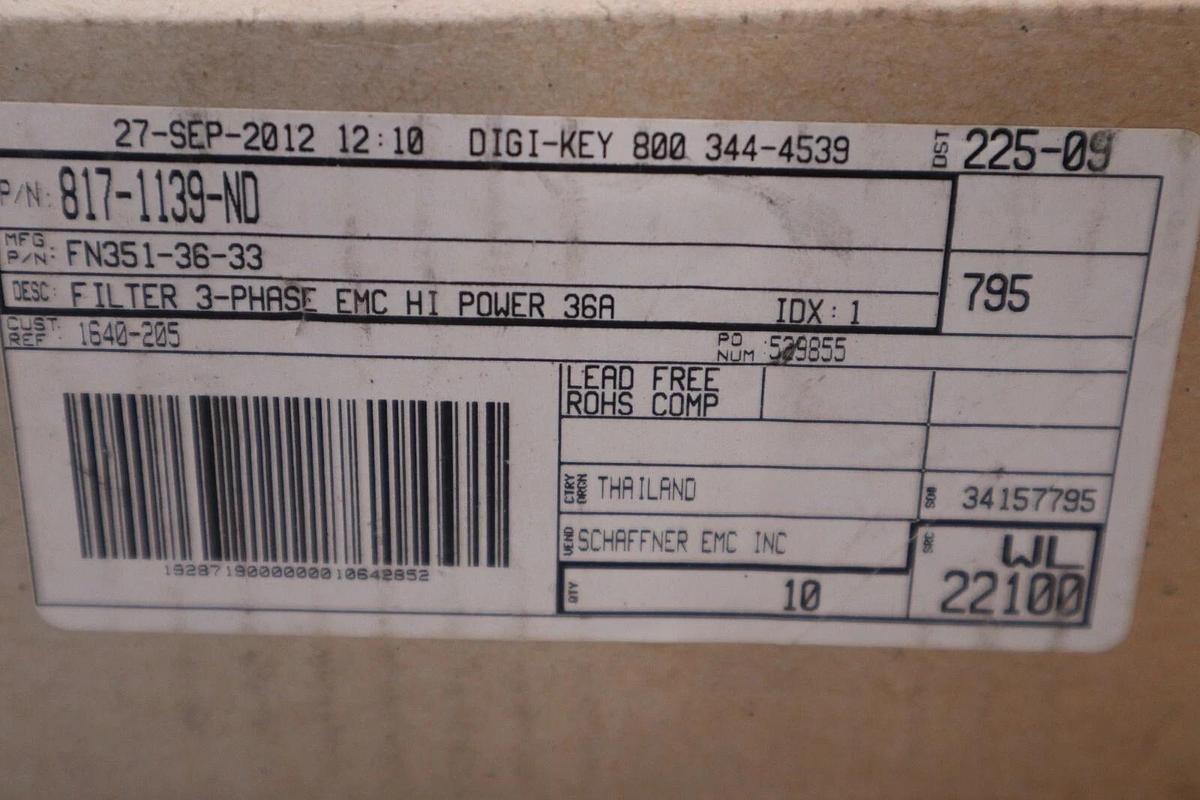 27-SEP-2012 12:10 DIGI-KEY 800 344-4539 DST 225-09
P/N: 817-1139-ND
MFG P/N: FN351-36-33
795
DESC: FILTER 3-PHASE EMC HI POWER 36A IDX: 1
CUST REF: 1640-205 PO NUM: 529855
LEAD FREE
ROHS COMP
CTRY ORGN THAILAND SO# 34157795
VEND SCHAFFNER EMC INC SRC WL
QTY 10 22100
1928719000000010642852